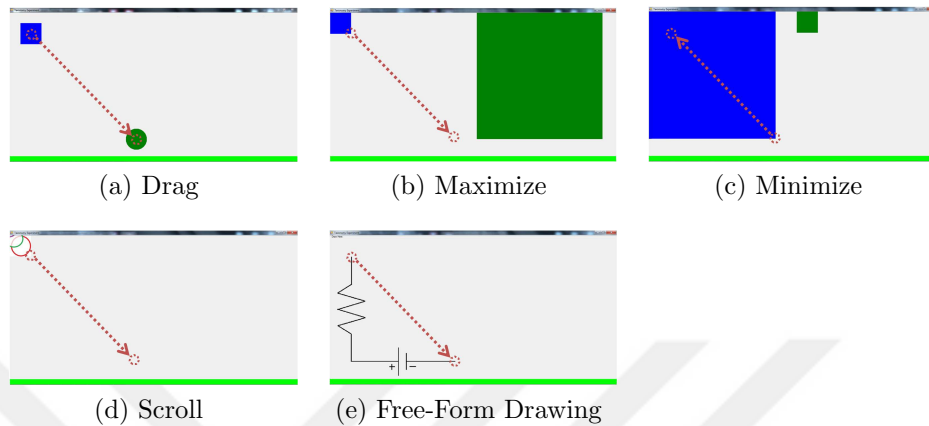 (a) Drag
(b) Maximize
(c) Minimize
+ −
(d) Scroll
(e) Free-Form Drawing